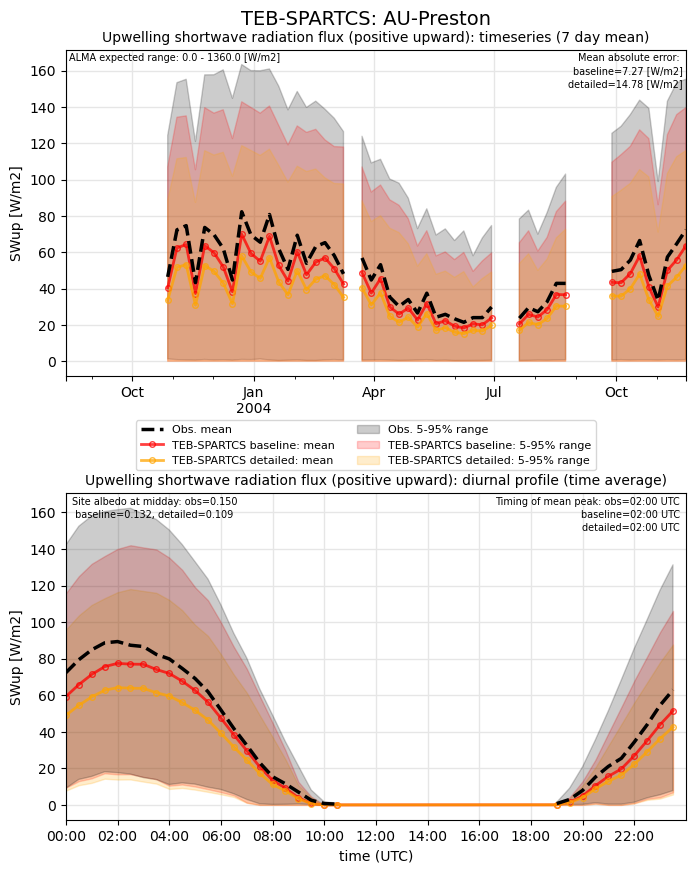 TEB-SPARTCS: AU-Preston
Upwelling shortwave radiation flux (positive upward): timeseries (7 day mean)
ALMA expected range: 0.0 - 1360.0 [W/m2]
Mean absolute error:
baseline=7.27 [W/m2]
detailed=14.78 [W/m2]
160
140
120
100
80
60
40
20
0
SWup [W/m2]
Oct
Jan
2004
Apr
Jul
Oct
Obs. mean
TEB-SPARTCS baseline: mean
TEB-SPARTCS detailed: mean
Obs. 5-95% range
TEB-SPARTCS baseline: 5-95% range
TEB-SPARTCS detailed: 5-95% range
Upwelling shortwave radiation flux (positive upward): diurnal profile (time average)
Site albedo at midday: obs=0.150
baseline=0.132, detailed=0.109
Timing of mean peak: obs=02:00 UTC
baseline=02:00 UTC
detailed=02:00 UTC
160
140
120
100
80
60
40
20
0
SWup [W/m2]
00:00 02:00 04:00 06:00 08:00 10:00 12:00 14:00 16:00 18:00 20:00 22:00
time (UTC)